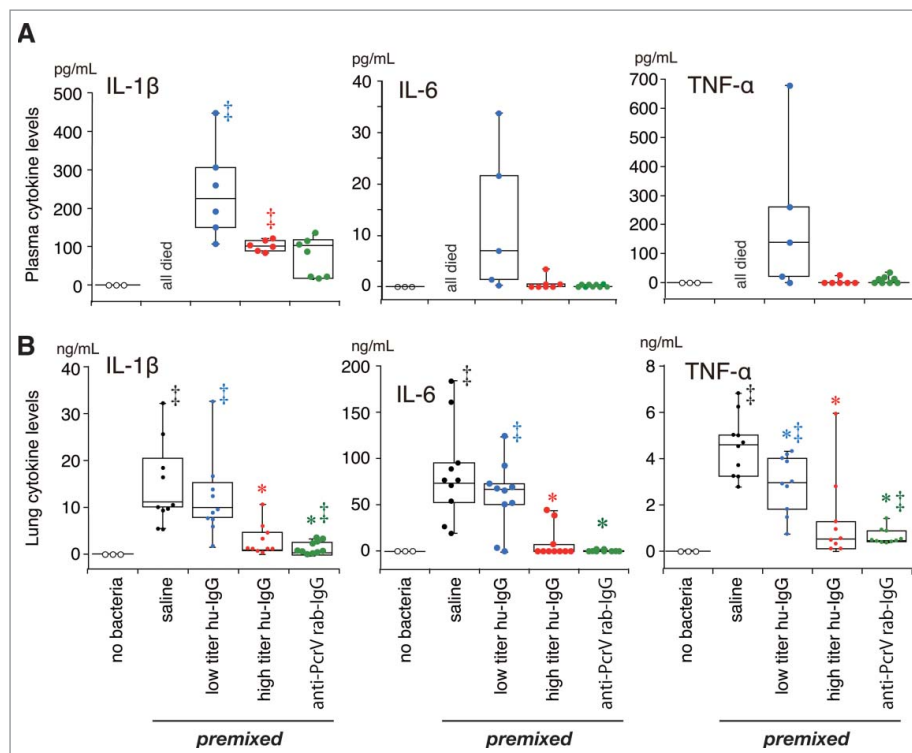 A
pg/mL
IL-1β
Plasma cytokine levels
500
400
300
200
100
0
all died
‡
‡
pg/mL
IL-6
40
30
20
10
0
all died
pg/mL
TNF-α
700
600
500
400
300
200
100
0
all died
B
ng/mL
IL-1β
Lung cytokine levels
40
30
20
10
0
‡
‡
*
*‡
ng/mL
IL-6
200
150
100
50
0
‡
‡
*
*
ng/mL
TNF-α
8
6
4
2
0
‡
*‡
*
*‡
no bacteria
saline
low titer hu-IgG
high titer hu-IgG
anti-PcrV rab-IgG
premixed
no bacteria
saline
low titer hu-IgG
high titer hu-IgG
anti-PcrV rab-IgG
premixed
no bacteria
saline
low titer hu-IgG
high titer hu-IgG
anti-PcrV rab-IgG
premixed